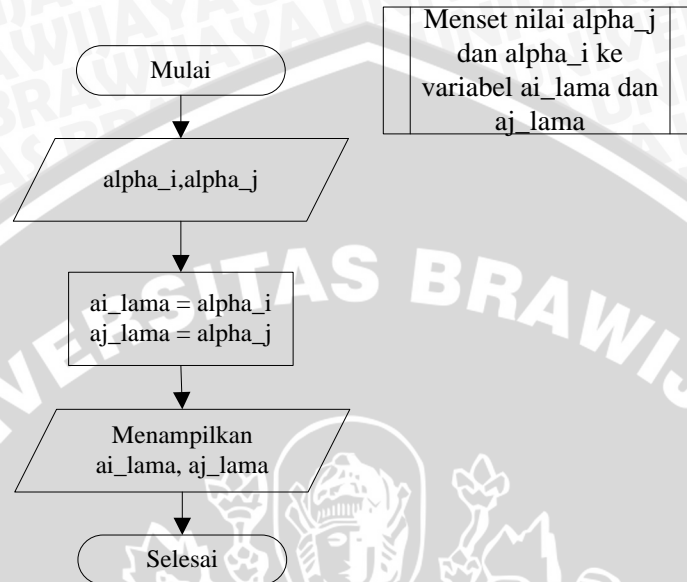 Mulai
Menset nilai alpha_j
dan alpha_i ke
variabel ai_lama dan
aj_lama
alpha_i,alpha_j
ai_lama = alpha_i
aj_lama = alpha_j
Menampilkan
ai_lama, aj_lama
Selesai